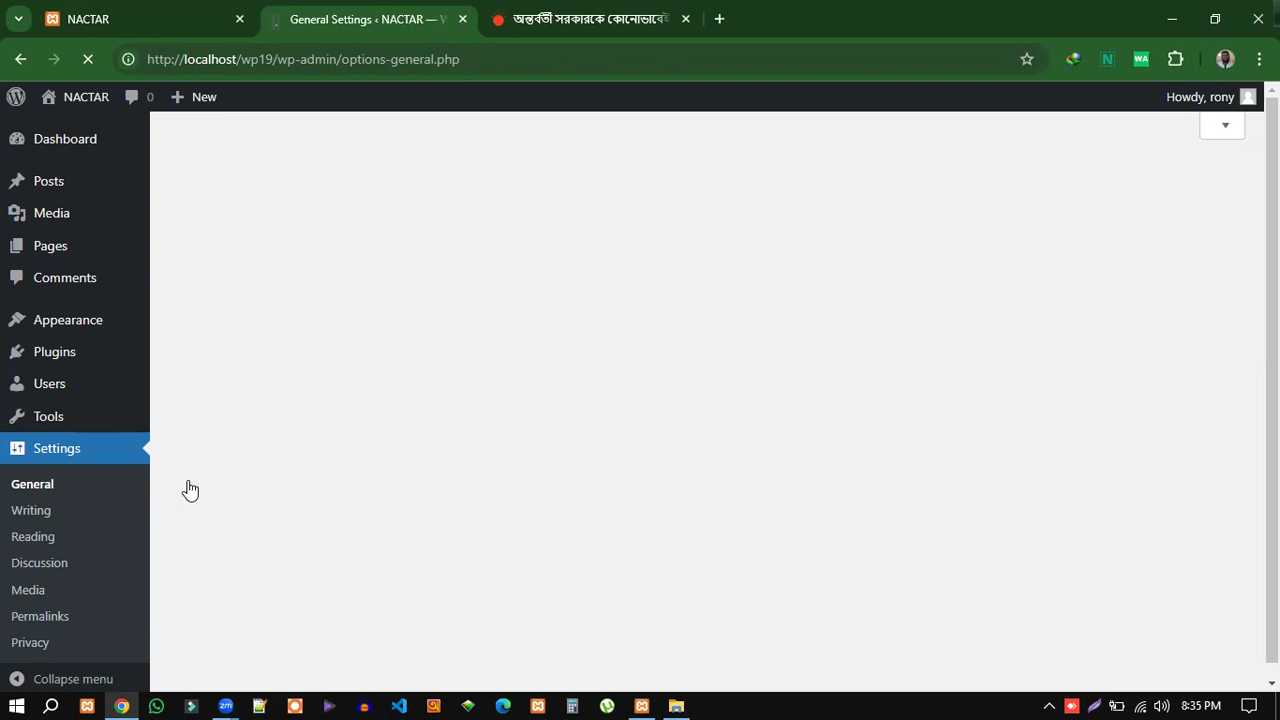 NACTAR
General Settings ‹ NACTAR —
অন্তর্বর্তী সরকারকে কোনোভাবেই
http://localhost/wp19/wp-admin/options-general.php
N
WA
NACTAR
0
New
Howdy, rony
Dashboard
Posts
Media
Pages
Comments
Appearance
Plugins
Users
Tools
Settings
General
Writing
Reading
Discussion
Media
Permalinks
Privacy
Collapse menu
zm
8:35 PM